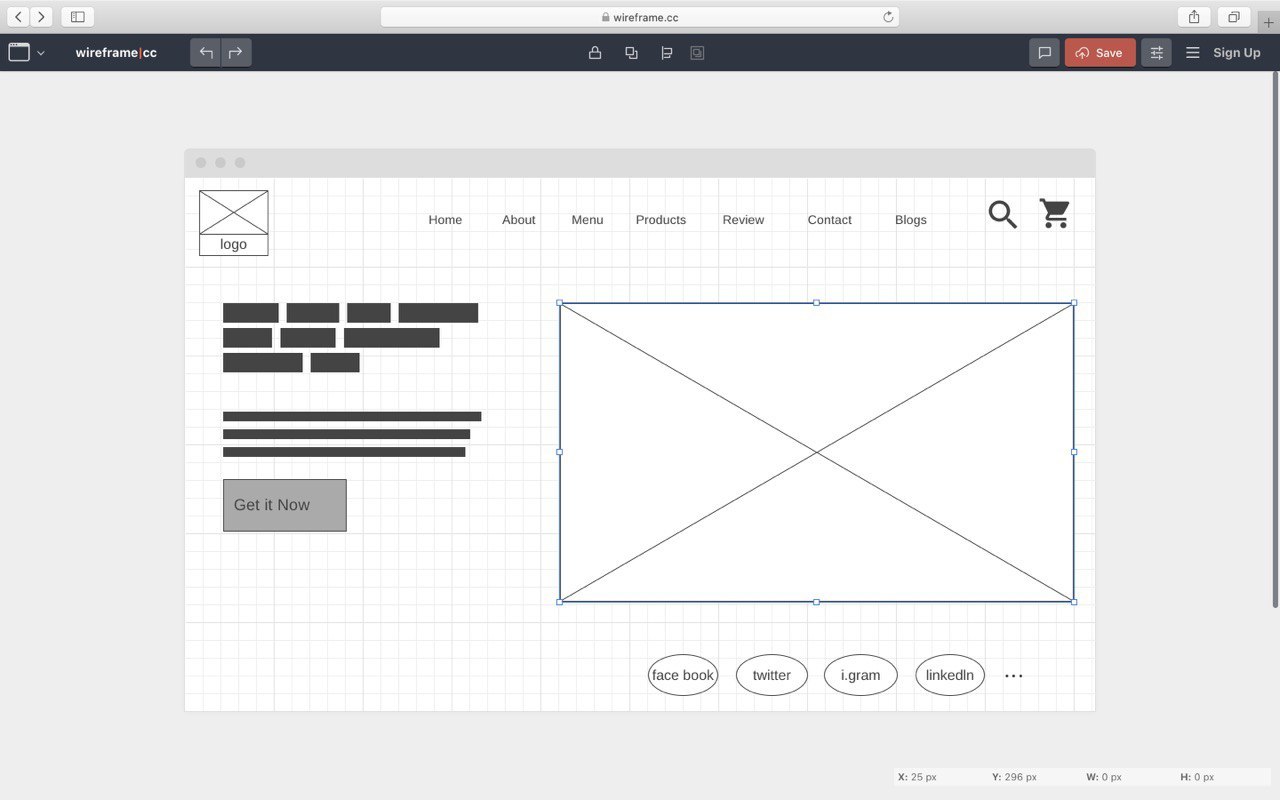 wireframe.cc
wireframe|cc
Save
Sign Up
Home About Menu Products Review Contact Blogs
logo
Get it Now
face book twitter i.gram linkedln ...
X: 25 px Y: 296 px W: 0 px H: 0 px